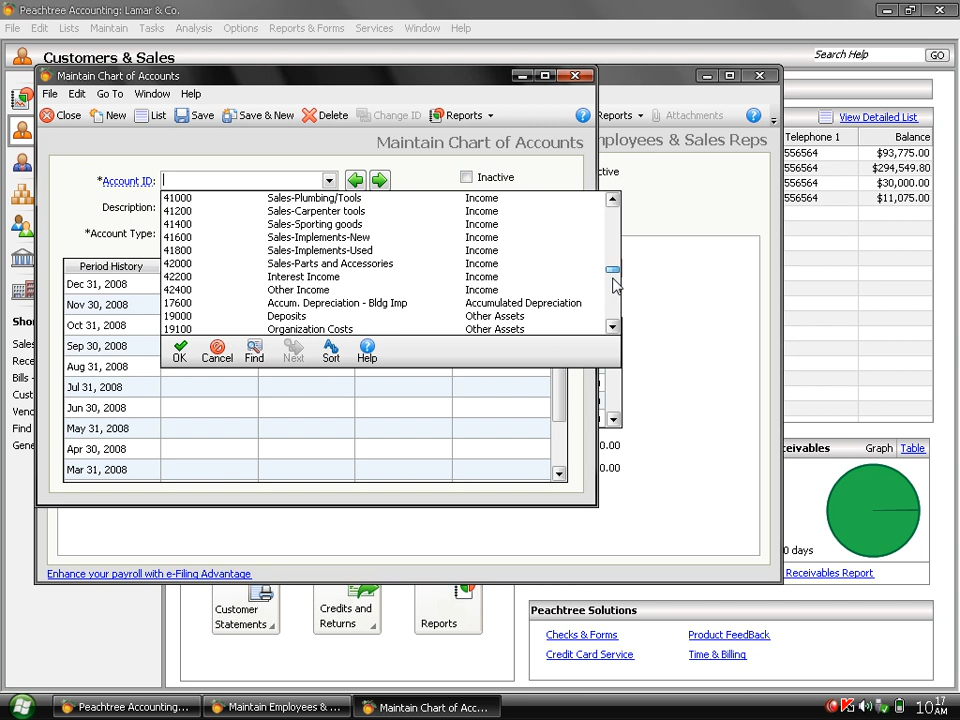 Peachtree Accounting: Lamar & Co.
File Edit Lists Maintain Tasks Analysis Options Reports & Forms Services Window Help
Customers & Sales
Search Help GO
Maintain Chart of Accounts
File Edit Go To Window Help
Close New List Save Save & New Delete Change ID Reports
Reports Attachments
Maintain Chart of Accounts
Employees & Sales Reps
*Account ID:
Inactive
Description:
*Account Type:
41000 Sales-Plumbing/Tools Income
41200 Sales-Carpenter tools Income
41400 Sales-Sporting goods Income
41600 Sales-Implements-New Income
41800 Sales-Implements-Used Income
42000 Sales-Parts and Accessories Income
42200 Interest Income Income
42400 Other Income Income
17600 Accum. Depreciation - Bldg Imp Accumulated Depreciation
19000 Deposits Other Assets
19100 Organization Costs Other Assets
OK Cancel Find Next Sort Help
Period History
Dec 31, 2008
Nov 30, 2008
Oct 31, 2008
Sep 30, 2008
Aug 31, 2008
Jul 31, 2008
Jun 30, 2008
May 31, 2008
Apr 30, 2008
Mar 31, 2008
Enhance your payroll with e-Filing Advantage
View Detailed List
Telephone 1 Balance
556564 $93,775.00
556564 $294,549.80
556564 $30,000.00
556564 $11,075.00
Graph Table
0 days
Receivables Report
Customer Statements
Credits and Returns
Reports
Peachtree Solutions
Checks & Forms Product FeedBack
Credit Card Service Time & Billing
Peachtree Accounting... Maintain Employees & ... Maintain Chart of Acc...
10:17 AM